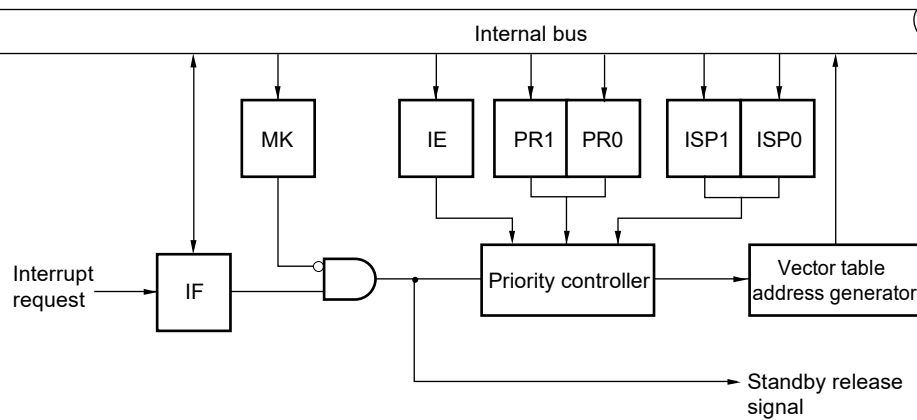 Internal bus
MK
IE
PR1
PR0
ISP1
ISP0
Interrupt
request
IF
Priority controller
Vector table
address generator
Standby release
signal